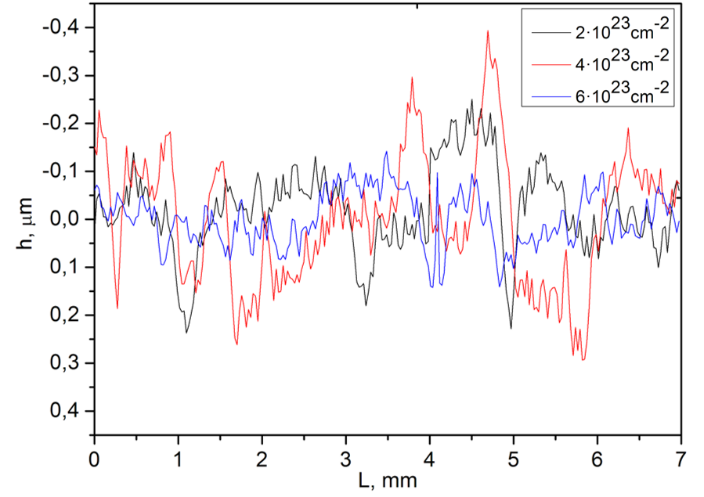 -0,4
-0,3
-0,2
-0,1
0,0
0,1
0,2
0,3
0,4
h, μm
2·10²³cm⁻²
4·10²³cm⁻²
6·10²³cm⁻²
0 1 2 3 4 5 6 7
L, mm